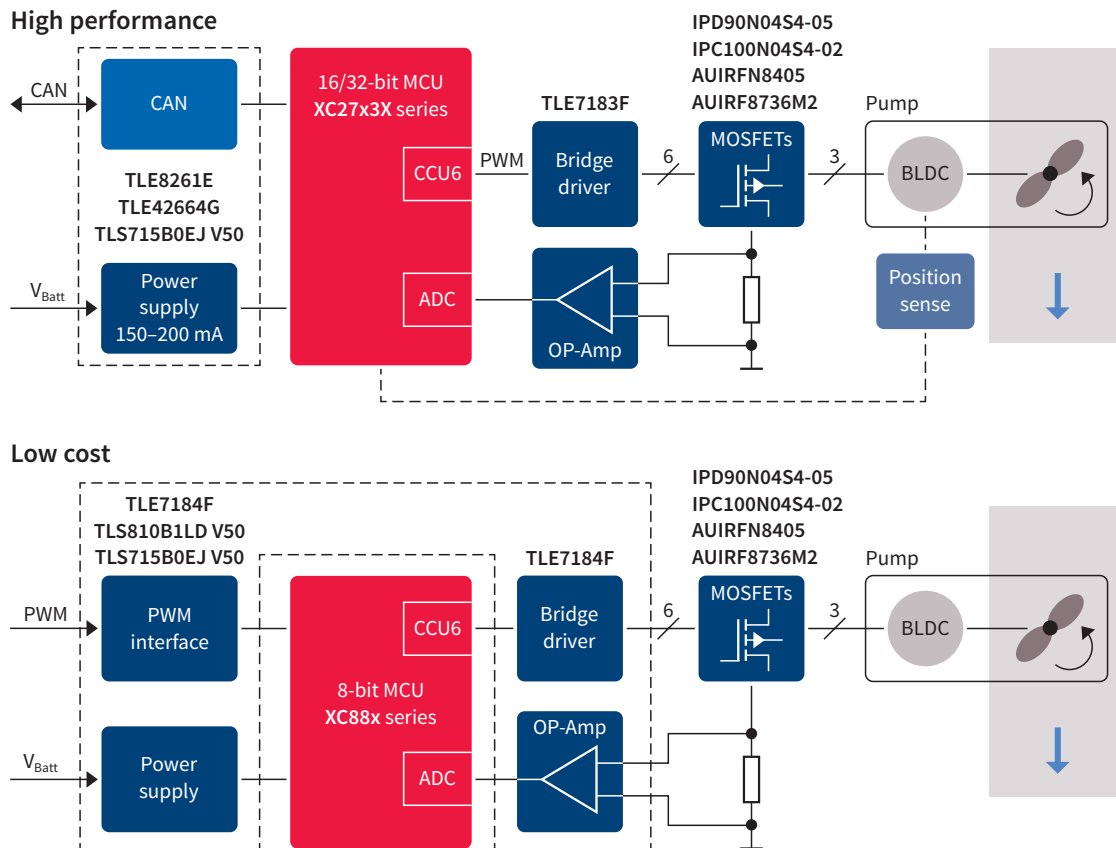 High performance
IPD90N04S4-05
IPC100N04S4-02
AUIRFN8405
AUIRF8736M2
CAN
CAN
16/32-bit MCU
XC27x3X series
TLE7183F
Pump
MOSFETs
CCU6
PWM
Bridge
driver
6
3
BLDC
TLE8261E
TLE42664G
TLS715B0EJ V50
VBatt
Power
supply
150–200 mA
ADC
OP-Amp
Position
sense
Low cost
IPD90N04S4-05
IPC100N04S4-02
AUIRFN8405
AUIRF8736M2
TLE7184F
TLS810B1LD V50
TLS715B0EJ V50
TLE7184F
Pump
MOSFETs
PWM
PWM
interface
CCU6
Bridge
driver
6
3
BLDC
8-bit MCU
XC88x series
OP-Amp
VBatt
Power
supply
ADC